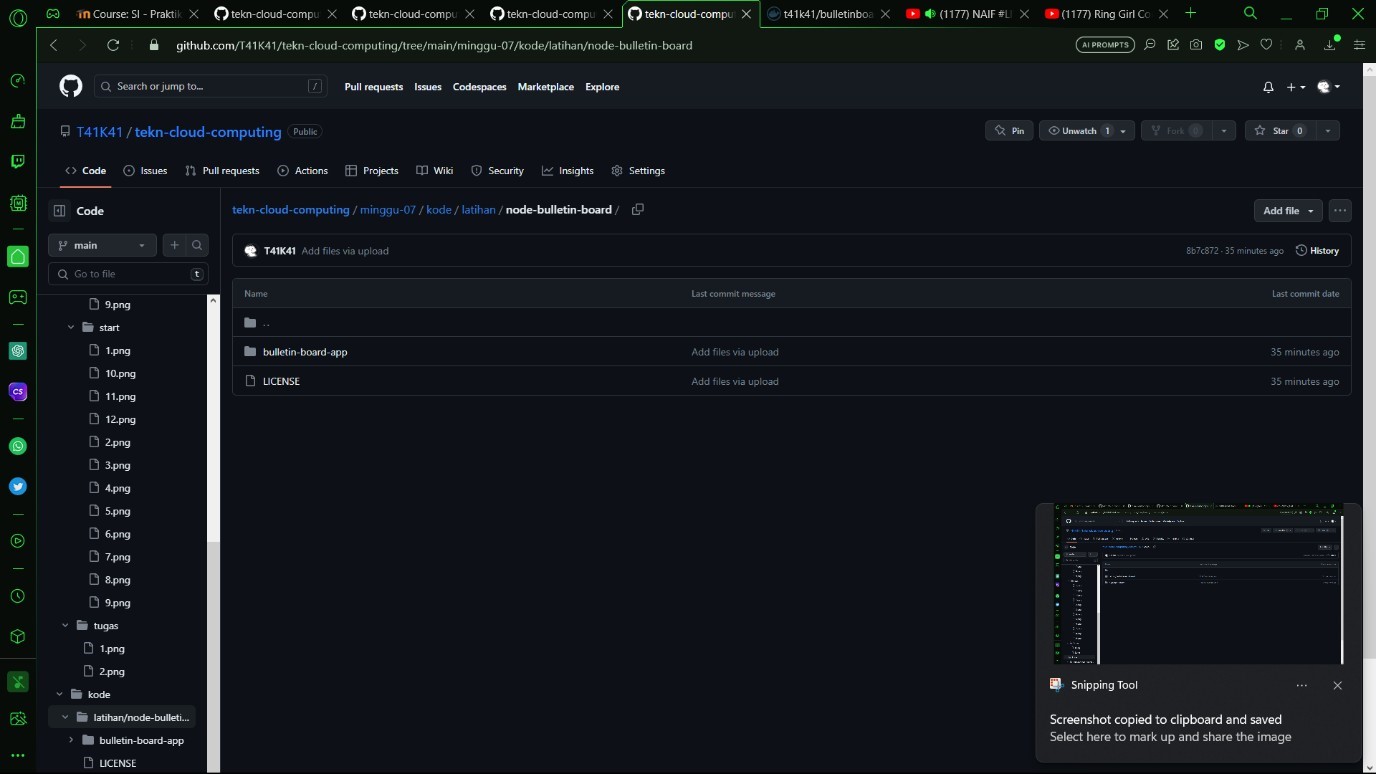 Course: SI - Praktik
tekn-cloud-compu
tekn-cloud-compu
tekn-cloud-compu
tekn-cloud-compu
t41k41/bulletinboa
(1177) NAIF #LI
(1177) Ring Girl Co
github.com/T41K41/tekn-cloud-computing/tree/main/minggu-07/kode/latihan/node-bulletin-board
AI PROMPTS
Search or jump to... /
Pull requests Issues Codespaces Marketplace Explore
T41K41 / tekn-cloud-computing Public
Pin
Unwatch 1
Fork 0
Star 0
Code Issues Pull requests Actions Projects Wiki Security Insights Settings
Code
main
Go to file t
9.png
start
1.png
10.png
11.png
12.png
2.png
3.png
4.png
5.png
6.png
7.png
8.png
9.png
tugas
1.png
2.png
kode
latihan/node-bulleti...
bulletin-board-app
LICENSE
tekn-cloud-computing / minggu-07 / kode / latihan / node-bulletin-board /
Add file ...
T41K41 Add files via upload 8b7c872 · 35 minutes ago History
Name Last commit message Last commit date
..
bulletin-board-app Add files via upload 35 minutes ago
LICENSE Add files via upload 35 minutes ago
Snipping Tool ...
Screenshot copied to clipboard and saved
Select here to mark up and share the image